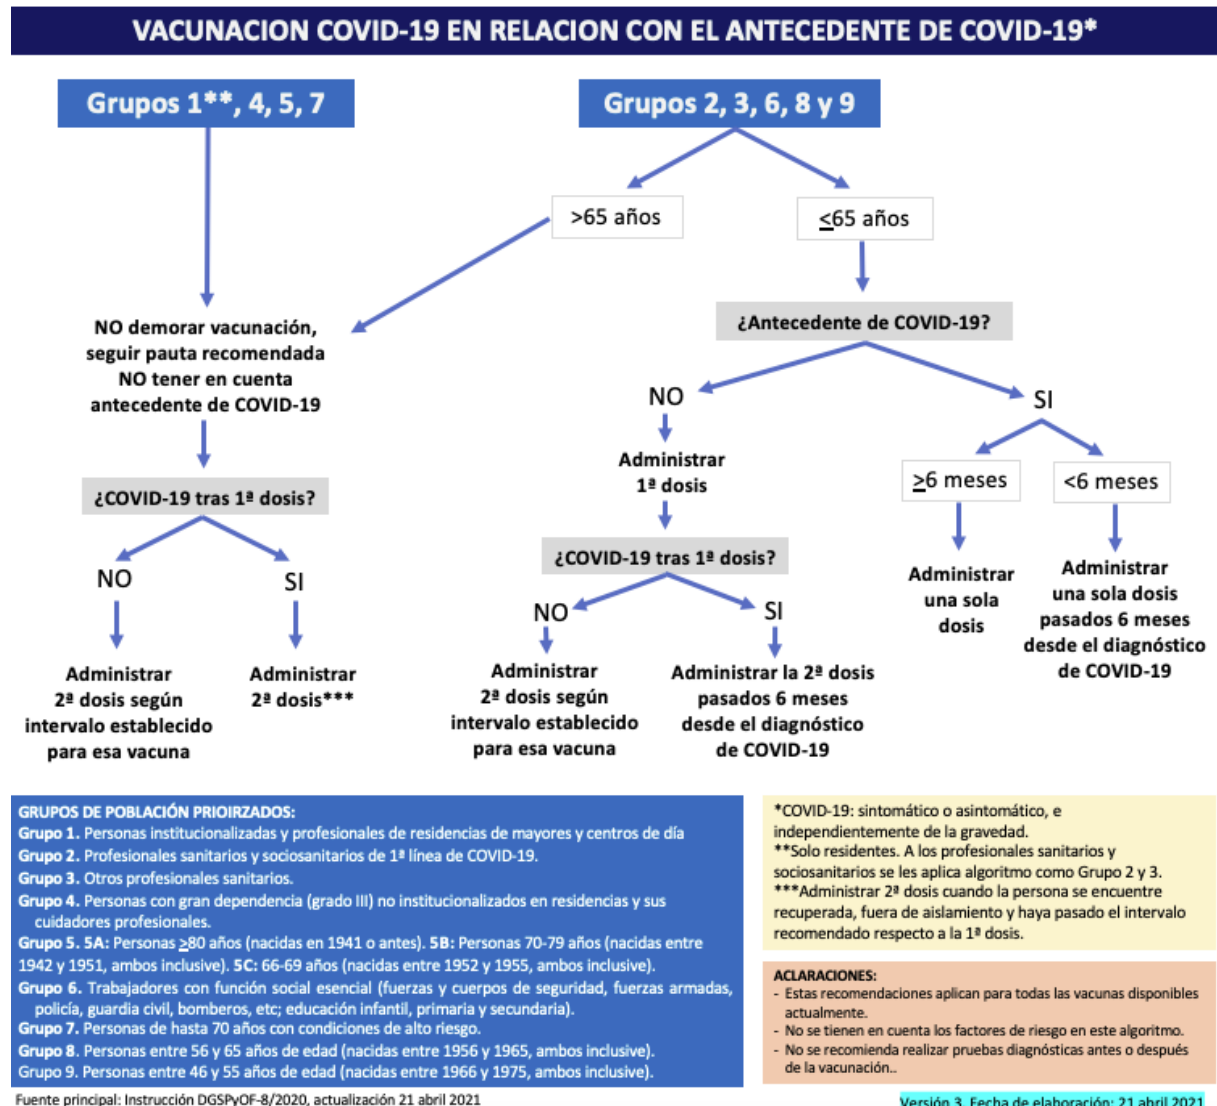 VACUNACION COVID-19 EN RELACION CON EL ANTECEDENTE DE COVID-19*
Grupos 1**, 4, 5, 7
Grupos 2, 3, 6, 8 y 9
>65 años
≤65 años
NO demorar vacunación,
seguir pauta recomendada
NO tener en cuenta
antecedente de COVID-19
¿COVID-19 tras 1ª dosis?
NO
SI
Administrar
2ª dosis según
intervalo establecido
para esa vacuna
Administrar
2ª dosis***
¿Antecedente de COVID-19?
NO
SI
Administrar
1ª dosis
¿COVID-19 tras 1ª dosis?
NO
SI
Administrar
2ª dosis según
intervalo establecido
para esa vacuna
Administrar la 2ª dosis
pasados 6 meses
desde el diagnóstico
de COVID-19
≥6 meses
<6 meses
Administrar
una sola
dosis
Administrar
una sola dosis
pasados 6 meses
desde el diagnóstico
de COVID-19
GRUPOS DE POBLACIÓN PRIOIRZADOS:
Grupo 1. Personas institucionalizadas y profesionales de residencias de mayores y centros de día
Grupo 2. Profesionales sanitarios y sociosanitarios de 1ª línea de COVID-19.
Grupo 3. Otros profesionales sanitarios.
Grupo 4. Personas con gran dependencia (grado III) no institucionalizados en residencias y sus
cuidadores profesionales.
Grupo 5. 5A: Personas ≥80 años (nacidas en 1941 o antes). 5B: Personas 70-79 años (nacidas entre
1942 y 1951, ambos inclusive). 5C: 66-69 años (nacidas entre 1952 y 1955, ambos inclusive).
Grupo 6. Trabajadores con función social esencial (fuerzas y cuerpos de seguridad, fuerzas armadas,
policía, guardia civil, bomberos, etc; educación infantil, primaria y secundaria).
Grupo 7. Personas de hasta 70 años con condiciones de alto riesgo.
Grupo 8. Personas entre 56 y 65 años de edad (nacidas entre 1956 y 1965, ambos inclusive).
Grupo 9. Personas entre 46 y 55 años de edad (nacidas entre 1966 y 1975, ambos inclusive).
*COVID-19: sintomático o asintomático, e
independientemente de la gravedad.
**Solo residentes. A los profesionales sanitarios y
sociosanitarios se les aplica algoritmo como Grupo 2 y 3.
***Administrar 2ª dosis cuando la persona se encuentre
recuperada, fuera de aislamiento y haya pasado el intervalo
recomendado respecto a la 1ª dosis.
ACLARACIONES:
- Estas recomendaciones aplican para todas las vacunas disponibles
actualmente.
- No se tienen en cuenta los factores de riesgo en este algoritmo.
- No se recomienda realizar pruebas diagnósticas antes o después
de la vacunación..
Fuente principal: Instrucción DGSPyOF-8/2020, actualización 21 abril 2021
Versión 3. Fecha de elaboración: 21 abril 2021